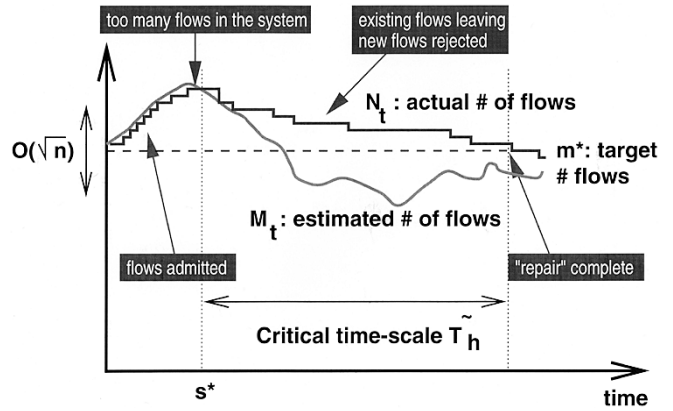 too many flows in the system
existing flows leaving
new flows rejected
N_t : actual # of flows
O(√n)
m*: target
# flows
M_t : estimated # of flows
flows admitted
"repair" complete
Critical time-scale T̃_h
s*
time